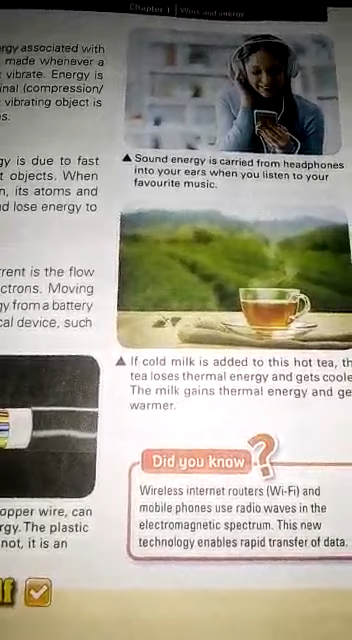 Chapter 1 | Work and energy
rgy associated with
made whenever a
vibrate. Energy is
inal (compression/
vibrating object is
s.
gy is due to fast
t objects. When
n, its atoms and
d lose energy to
rent is the flow
ctrons. Moving
gy from a battery
cal device, such
opper wire, can
rgy. The plastic
not, it is an
lf
▲ Sound energy is carried from headphones
into your ears when you listen to your
favourite music.
▲ If cold milk is added to this hot tea, th
tea loses thermal energy and gets coole
The milk gains thermal energy and ge
warmer.
Did you know
?
Wireless internet routers (Wi-Fi) and
mobile phones use radio waves in the
electromagnetic spectrum. This new
technology enables rapid transfer of data.